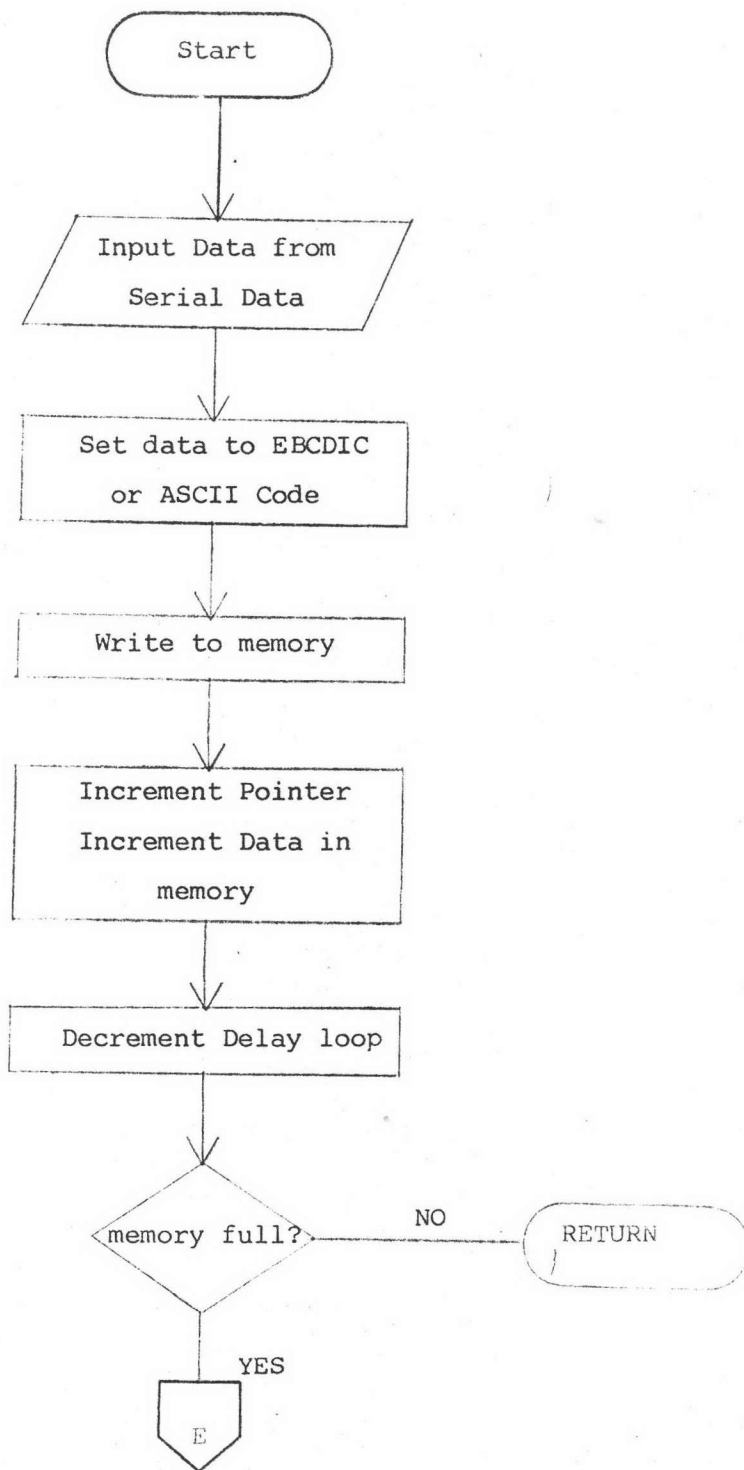 Start
Input Data from
Serial Data
Set data to EBCDIC
or ASCII Code
Write to memory
Increment Pointer
Increment Data in
memory
Decrement Delay loop
memory full?
NO
RETURN
YES
E